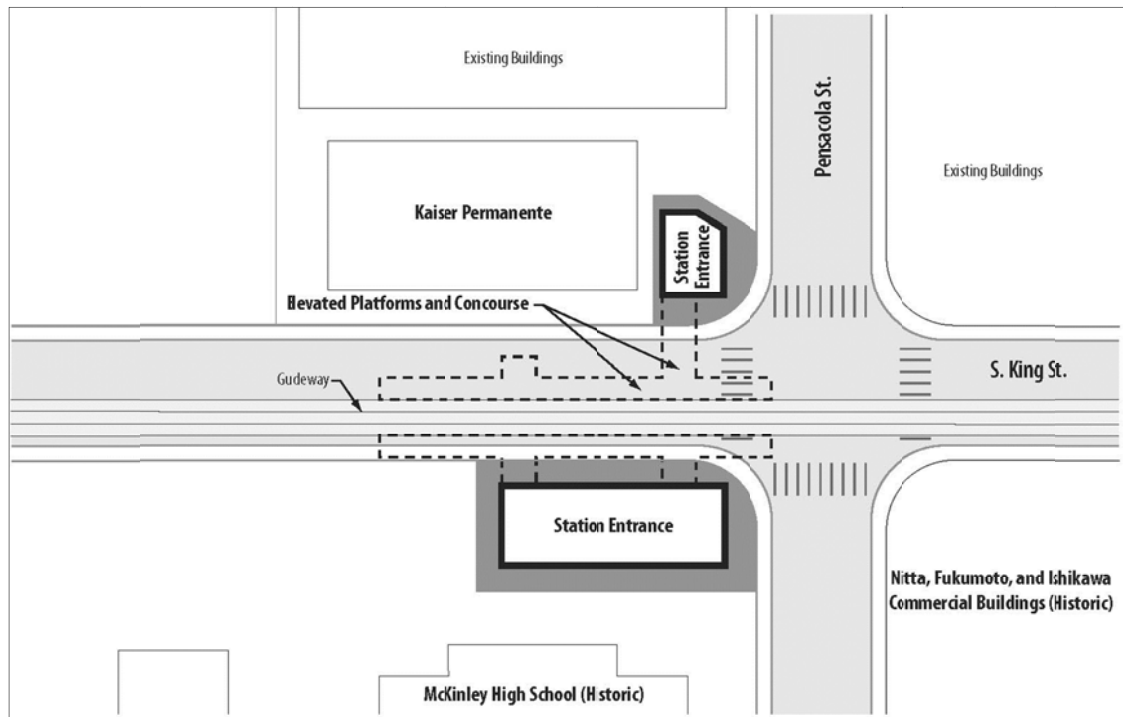 Existing Buildings
Pensacola St.
Existing Buildings
Kaiser Permanente
Station
Entrance
Elevated Platforms and Concourse
S. King St.
Gudeway
Station Entrance
Nitta, Fukumoto, and Ishikawa
Commercial Buildings (Historic)
McKinley High School (Historic)